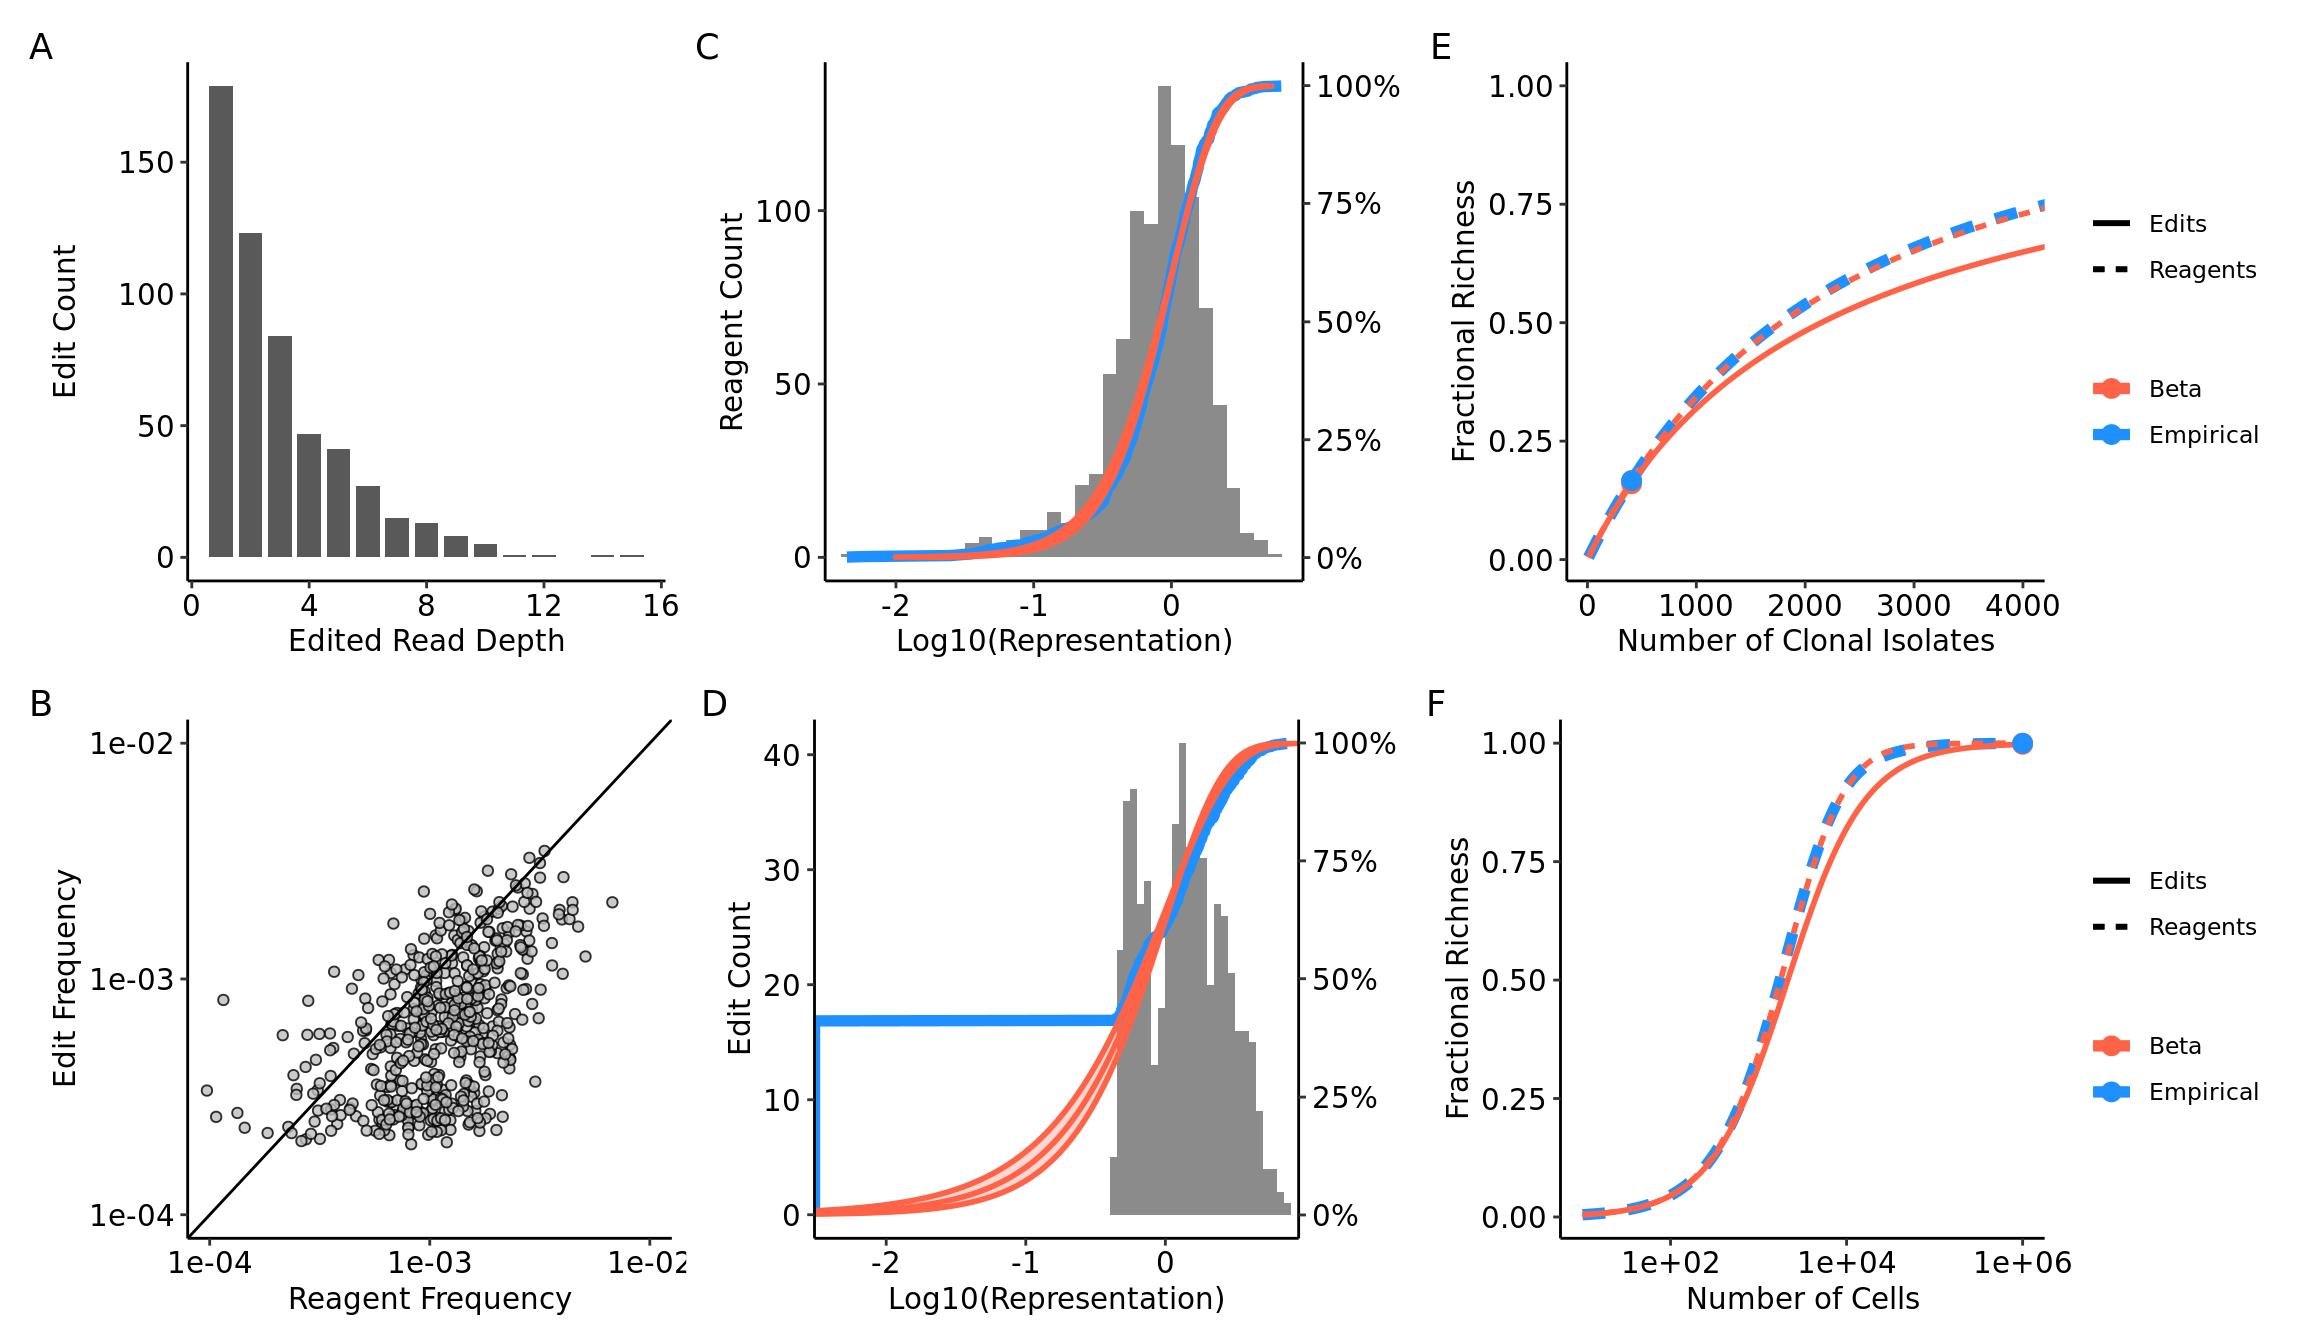 A
150
100
50
0
0 4 8 12 16
Edit Count
Edited Read Depth
C
100
50
0
100%
75%
50%
25%
0%
-2 -1 0
Reagent Count
Log10(Representation)
E
1.00
0.75
0.50
0.25
0.00
0 1000 2000 3000 4000
Fractional Richness
Number of Clonal Isolates
Edits
Reagents
Beta
Empirical
B
1e-02
1e-03
1e-04
1e-04 1e-03 1e-02
Edit Frequency
Reagent Frequency
D
40
30
20
10
0
100%
75%
50%
25%
0%
-2 -1 0
Edit Count
Log10(Representation)
F
1.00
0.75
0.50
0.25
0.00
1e+02 1e+04 1e+06
Fractional Richness
Number of Cells
Edits
Reagents
Beta
Empirical